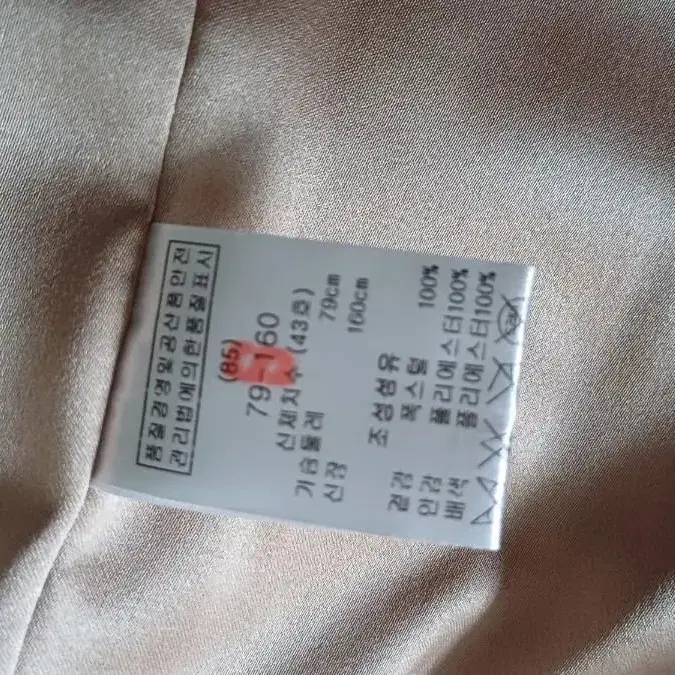 품질경영및공산품안전
관리법에의한품질표시
(85)
79-160
신체치수(43호)
가슴둘레 79cm
신장 160cm
조성섬유
겉감 폭스털 100%
안감 폴리에스터100%
배색 폴리에스터100%